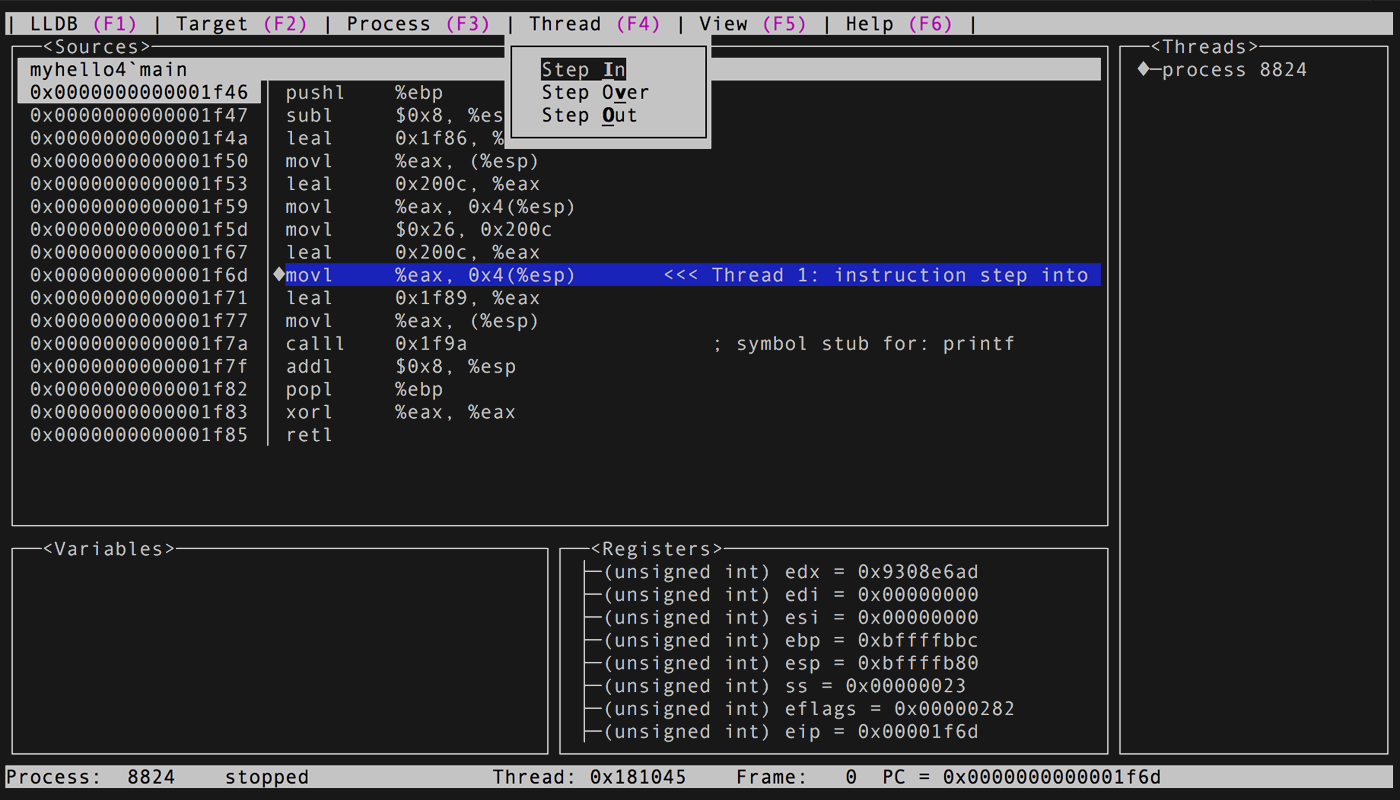 | LLDB (F1) | Target (F2) | Process (F3) | Thread (F4) | View (F5) | Help (F6) |
<Sources>
myhello4`main
0x0000000000001f46 pushl %ebp
0x0000000000001f47 subl $0x8, %es
0x0000000000001f4a leal 0x1f86, %
0x0000000000001f50 movl %eax, (%esp)
0x0000000000001f53 leal 0x200c, %eax
0x0000000000001f59 movl %eax, 0x4(%esp)
0x0000000000001f5d movl $0x26, 0x200c
0x0000000000001f67 leal 0x200c, %eax
0x0000000000001f6d ◆movl %eax, 0x4(%esp) <<< Thread 1: instruction step into
0x0000000000001f71 leal 0x1f89, %eax
0x0000000000001f77 movl %eax, (%esp)
0x0000000000001f7a calll 0x1f9a ; symbol stub for: printf
0x0000000000001f7f addl $0x8, %esp
0x0000000000001f82 popl %ebp
0x0000000000001f83 xorl %eax, %eax
0x0000000000001f85 retl
Step In
Step Over
Step Out
<Threads>
◆─process 8824
<Variables>
<Registers>
(unsigned int) edx = 0x9308e6ad
(unsigned int) edi = 0x00000000
(unsigned int) esi = 0x00000000
(unsigned int) ebp = 0xbffffbbc
(unsigned int) esp = 0xbffffb80
(unsigned int) ss = 0x00000023
(unsigned int) eflags = 0x00000282
(unsigned int) eip = 0x00001f6d
Process: 8824 stopped Thread: 0x181045 Frame: 0 PC = 0x0000000000001f6d